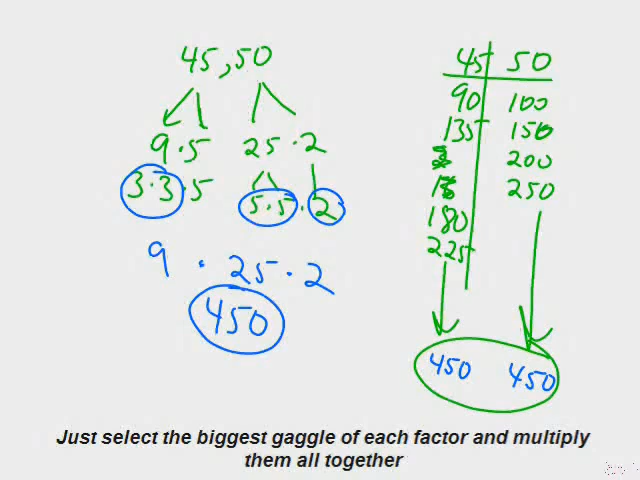 45, 50
9 · 5 25 · 2
3 · 3 · 5 5 · 5 · 2
9 · 25 · 2
450
45 50
90 100
135 150
200
250
180
225
450 450
Just select the biggest gaggle of each factor and multiply
them all together